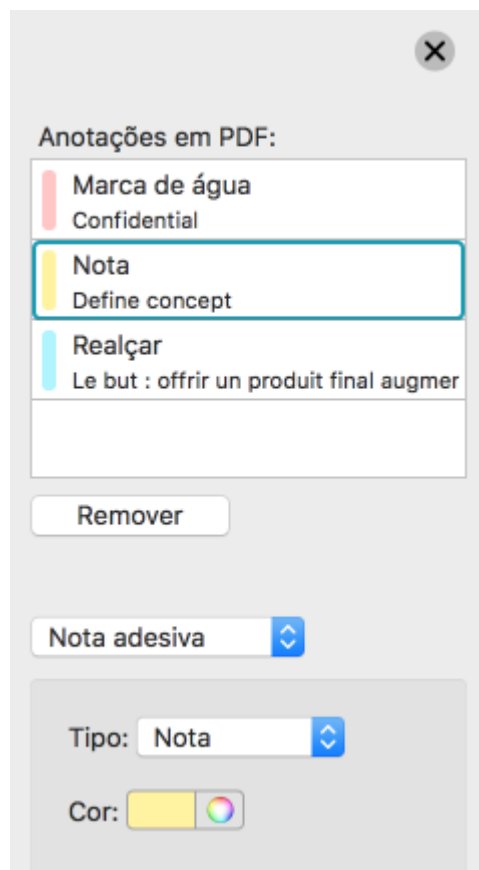 Anotações em PDF:
Marca de água
Confidential
Nota
Define concept
Realçar
Le but : offrir un produit final augmer
Remover
Nota adesiva
Tipo: Nota
Cor: